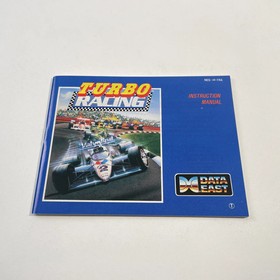 TURBO
RACING
INSTRUCTION
MANUAL
DATA
EAST